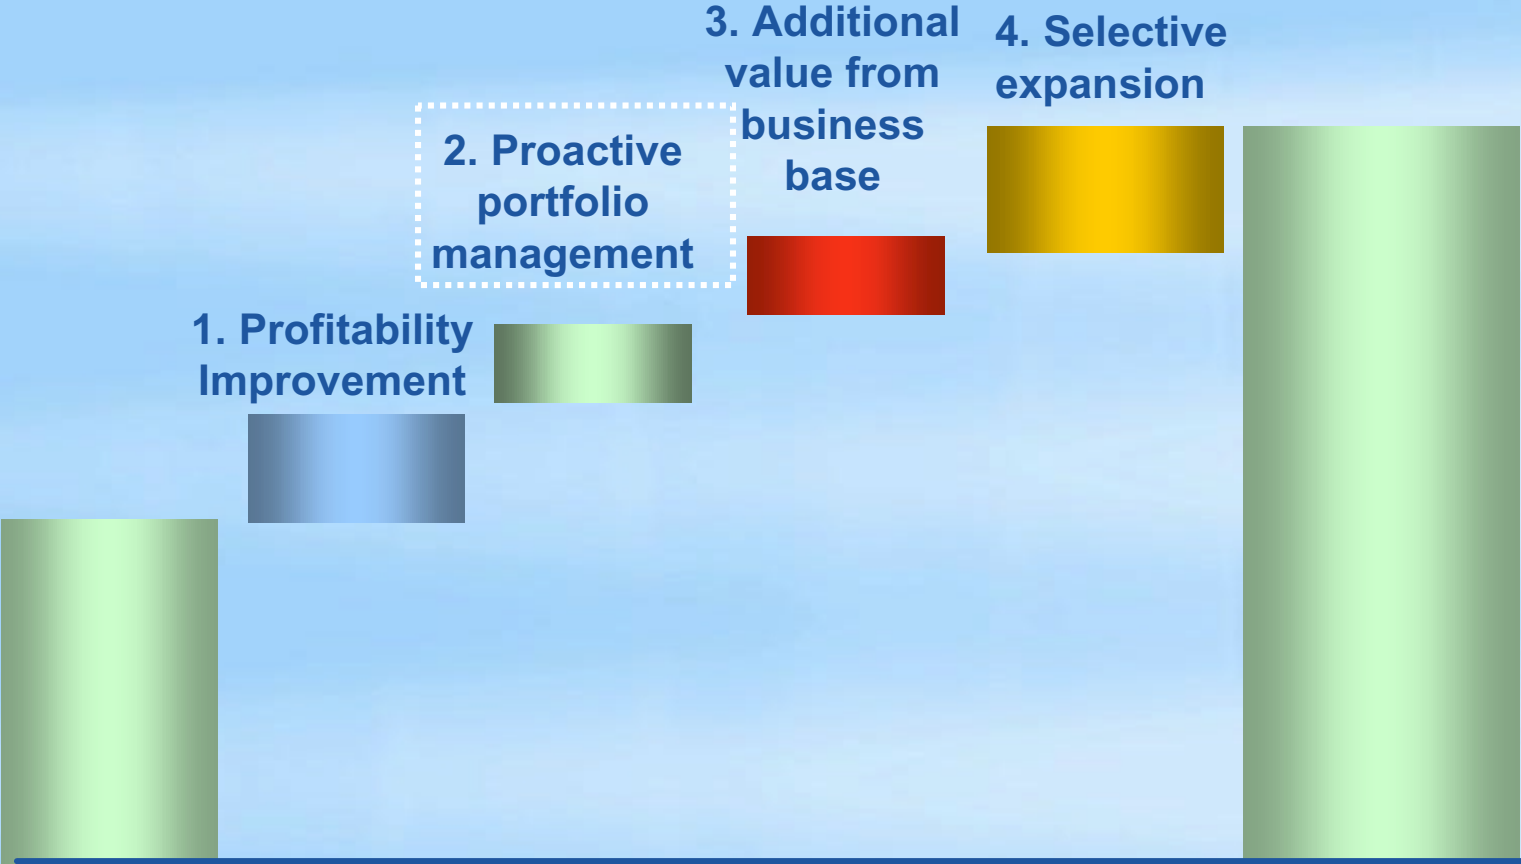 3. Additional
value from
business
base
4. Selective
expansion
2. Proactive
portfolio
management
1. Profitability
Improvement